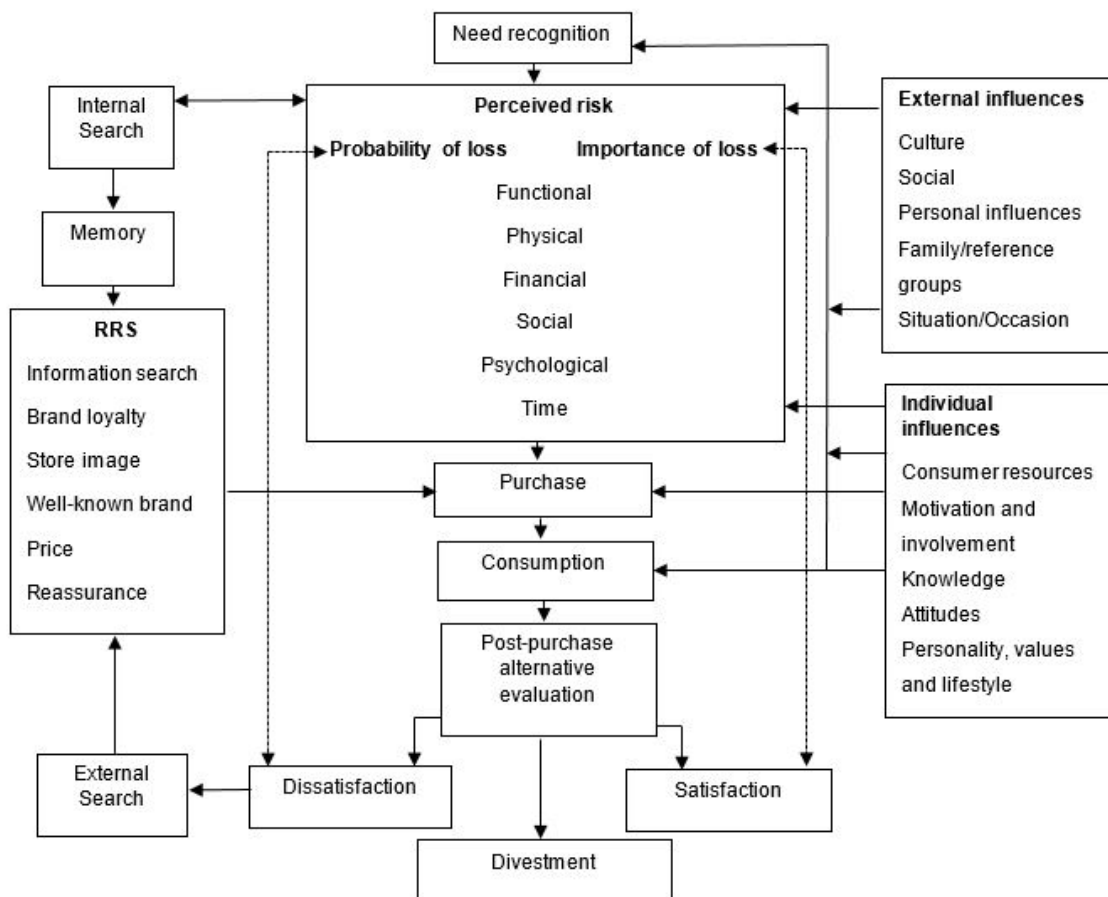 Need recognition
Internal
Search
Memory
RRS
Information search
Brand loyalty
Store image
Well-known brand
Price
Reassurance
External
Search
Perceived risk
Probability of loss Importance of loss
Functional
Physical
Financial
Social
Psychological
Time
Purchase
Consumption
Post-purchase
alternative
evaluation
Dissatisfaction
Satisfaction
Divestment
External influences
Culture
Social
Personal influences
Family/reference
groups
Situation/Occasion
Individual
influences
Consumer resources
Motivation and
involvement
Knowledge
Attitudes
Personality, values
and lifestyle